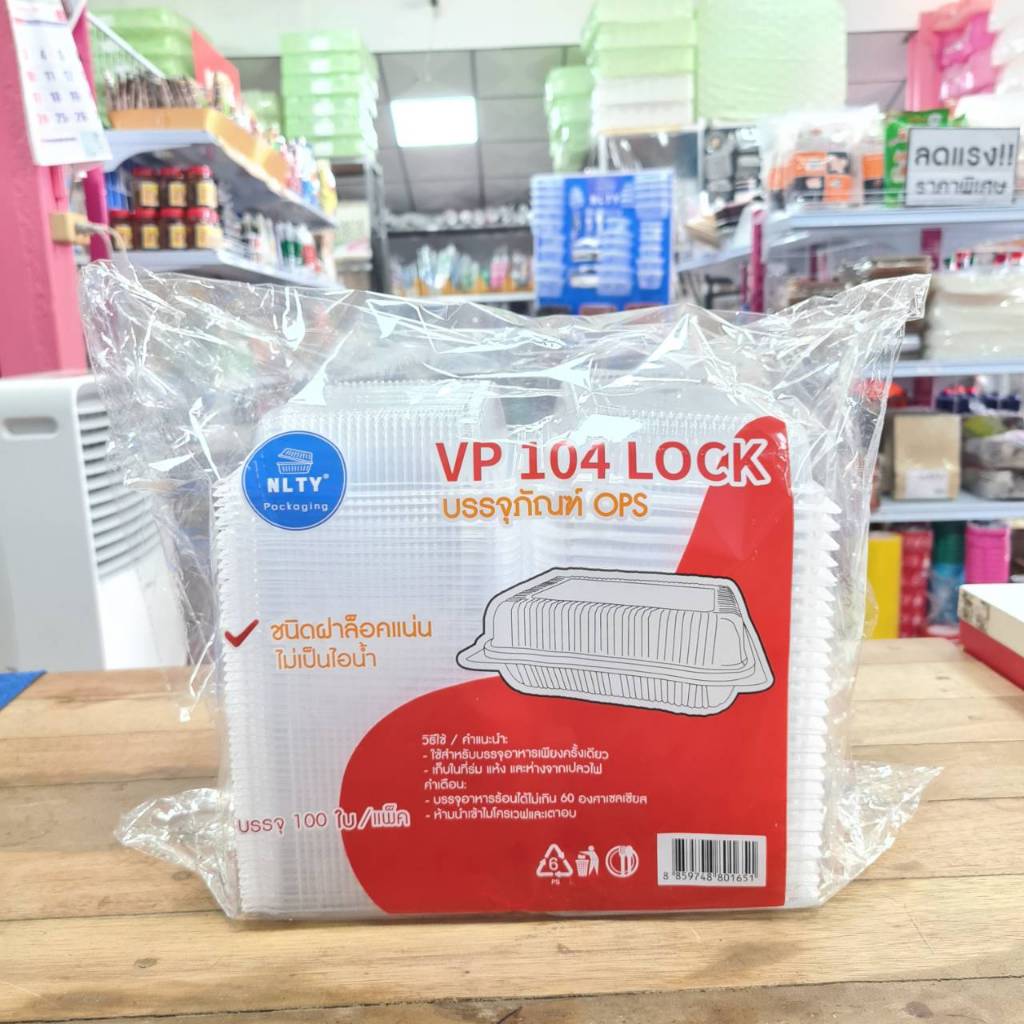 ลดแรง!!
ราคาพิเศษ
NLTY
NLTY®
Packaging
VP 104 LOCK
บรรจุภัณฑ์ OPS
ชนิดฝาล็อคแน่น
ไม่เป็นไอน้ำ
วิธีใช้ / คำแนะนำ:
- ใช้สำหรับบรรจุอาหารเพียงครั้งเดียว
- เก็บในที่ร่ม แห้ง และห่างจากเปลวไฟ
คำเตือน:
- บรรจุอาหารร้อนได้ไม่เกิน 60 องศาเซลเซียส
- ห้ามนำเข้าไมโครเวฟและเตาอบ
บรรจุ 100 ใบ/แพ็ค
6
PS
8 859748 801651